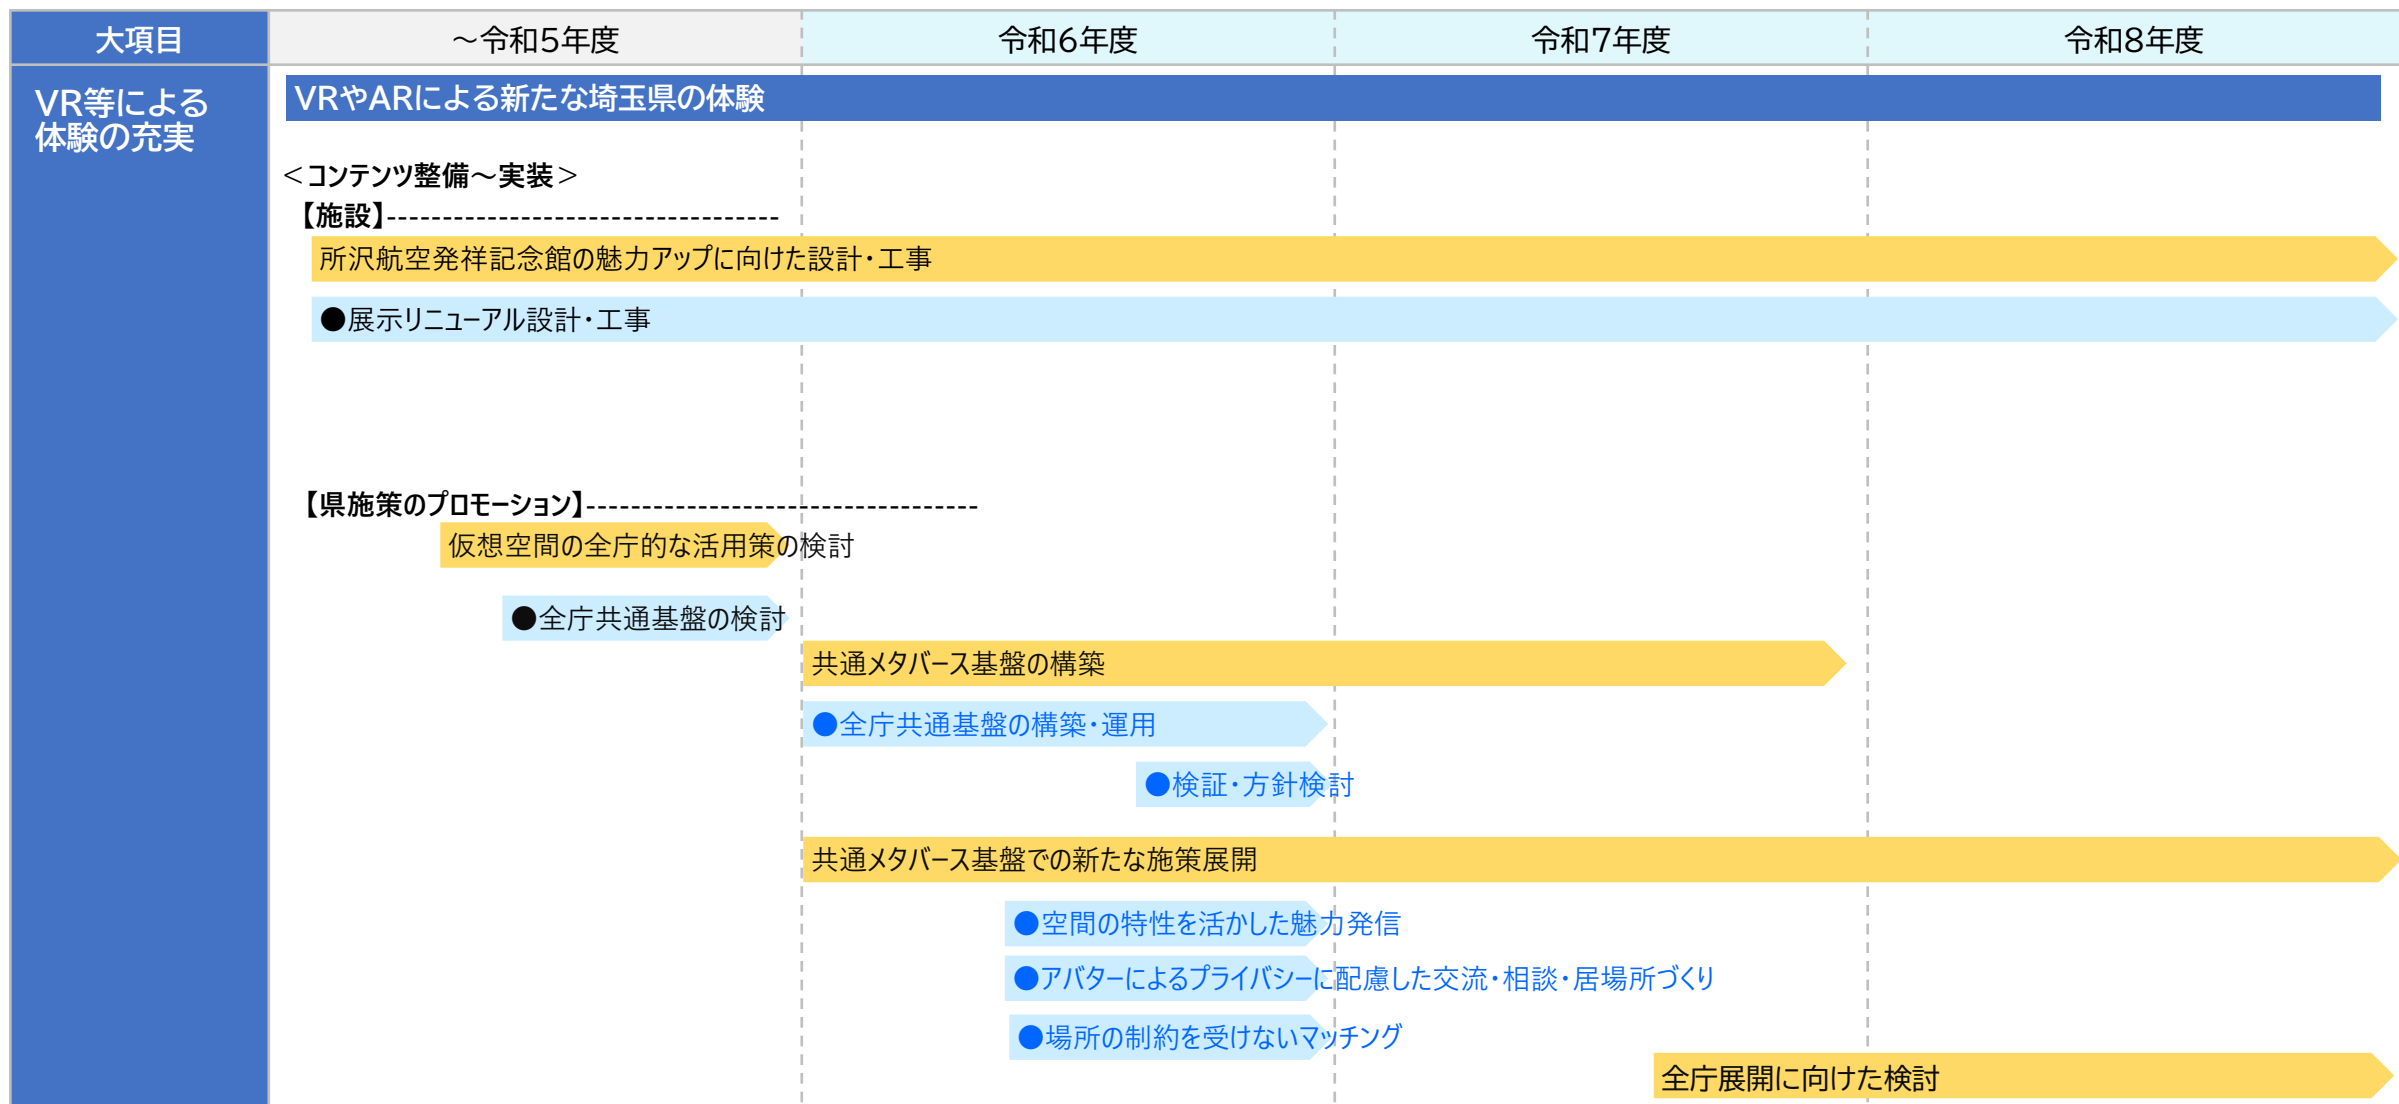 大項目
～令和5年度
令和6年度
令和7年度
令和8年度
VR等による
体験の充実
VRやARによる新たな埼玉県の体験
＜コンテンツ整備～実装＞
【施設】-----------------------------------
所沢航空発祥記念館の魅力アップに向けた設計・工事
●展示リニューアル設計・工事
【県施策のプロモーション】-----------------------------------
仮想空間の全庁的な活用策の検討
●全庁共通基盤の検討
共通メタバース基盤の構築
●全庁共通基盤の構築・運用
●検証・方針検討
共通メタバース基盤での新たな施策展開
●空間の特性を活かした魅力発信
●アバターによるプライバシーに配慮した交流・相談・居場所づくり
●場所の制約を受けないマッチング
全庁展開に向けた検討